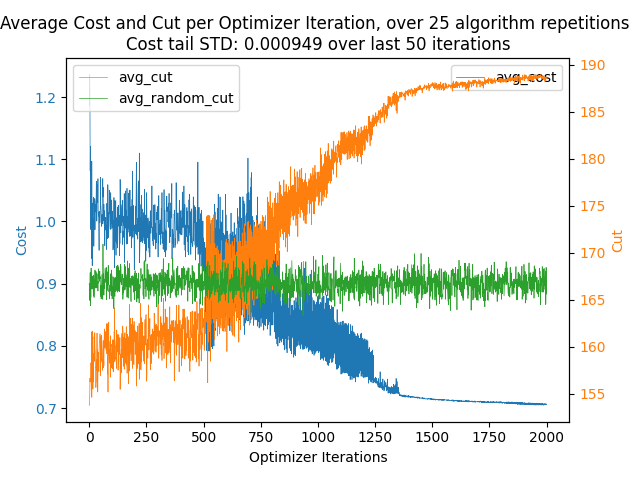 Average Cost and Cut per Optimizer Iteration, over 25 algorithm repetitions
Cost tail STD: 0.000949 over last 50 iterations
avg_cut
avg_random_cut
avg_cost
1.2
1.1
1.0
0.9
0.8
0.7
Cost
190
185
180
175
170
165
160
155
Cut
0 250 500 750 1000 1250 1500 1750 2000
Optimizer Iterations